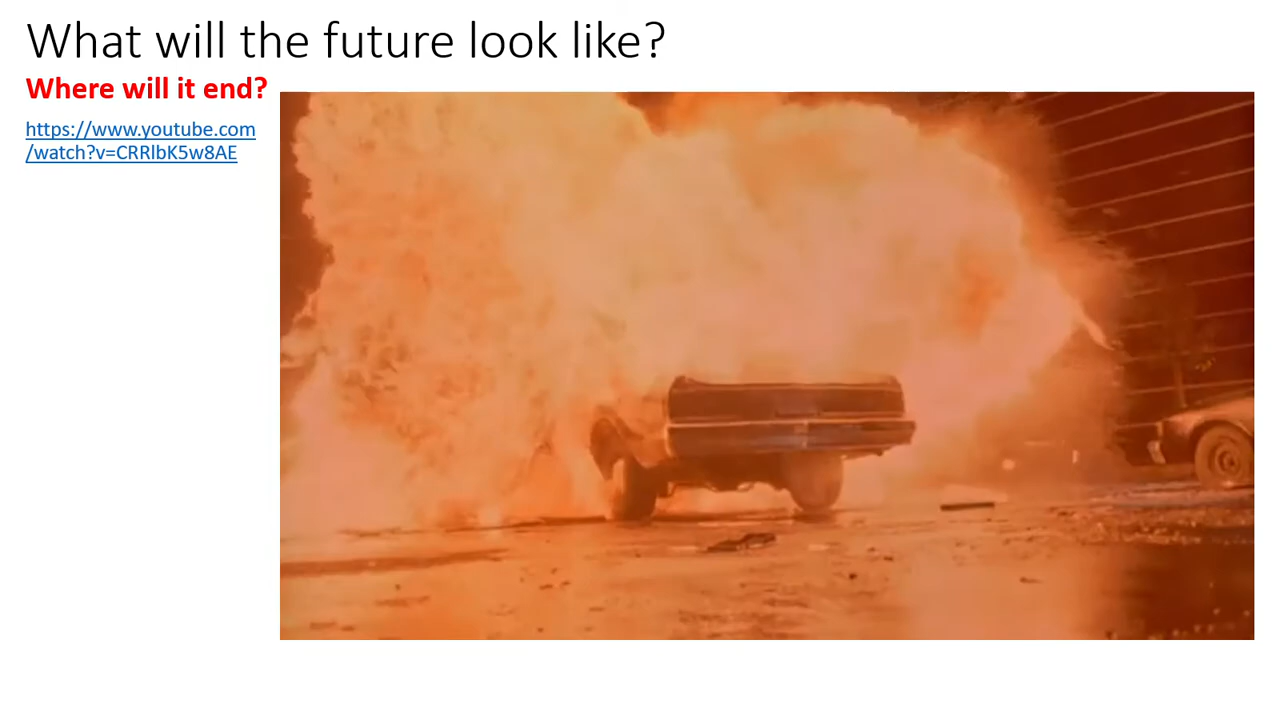 What will the future look like?
Where will it end?
https://www.youtube.com
/watch?v=CRRlbK5w8AE